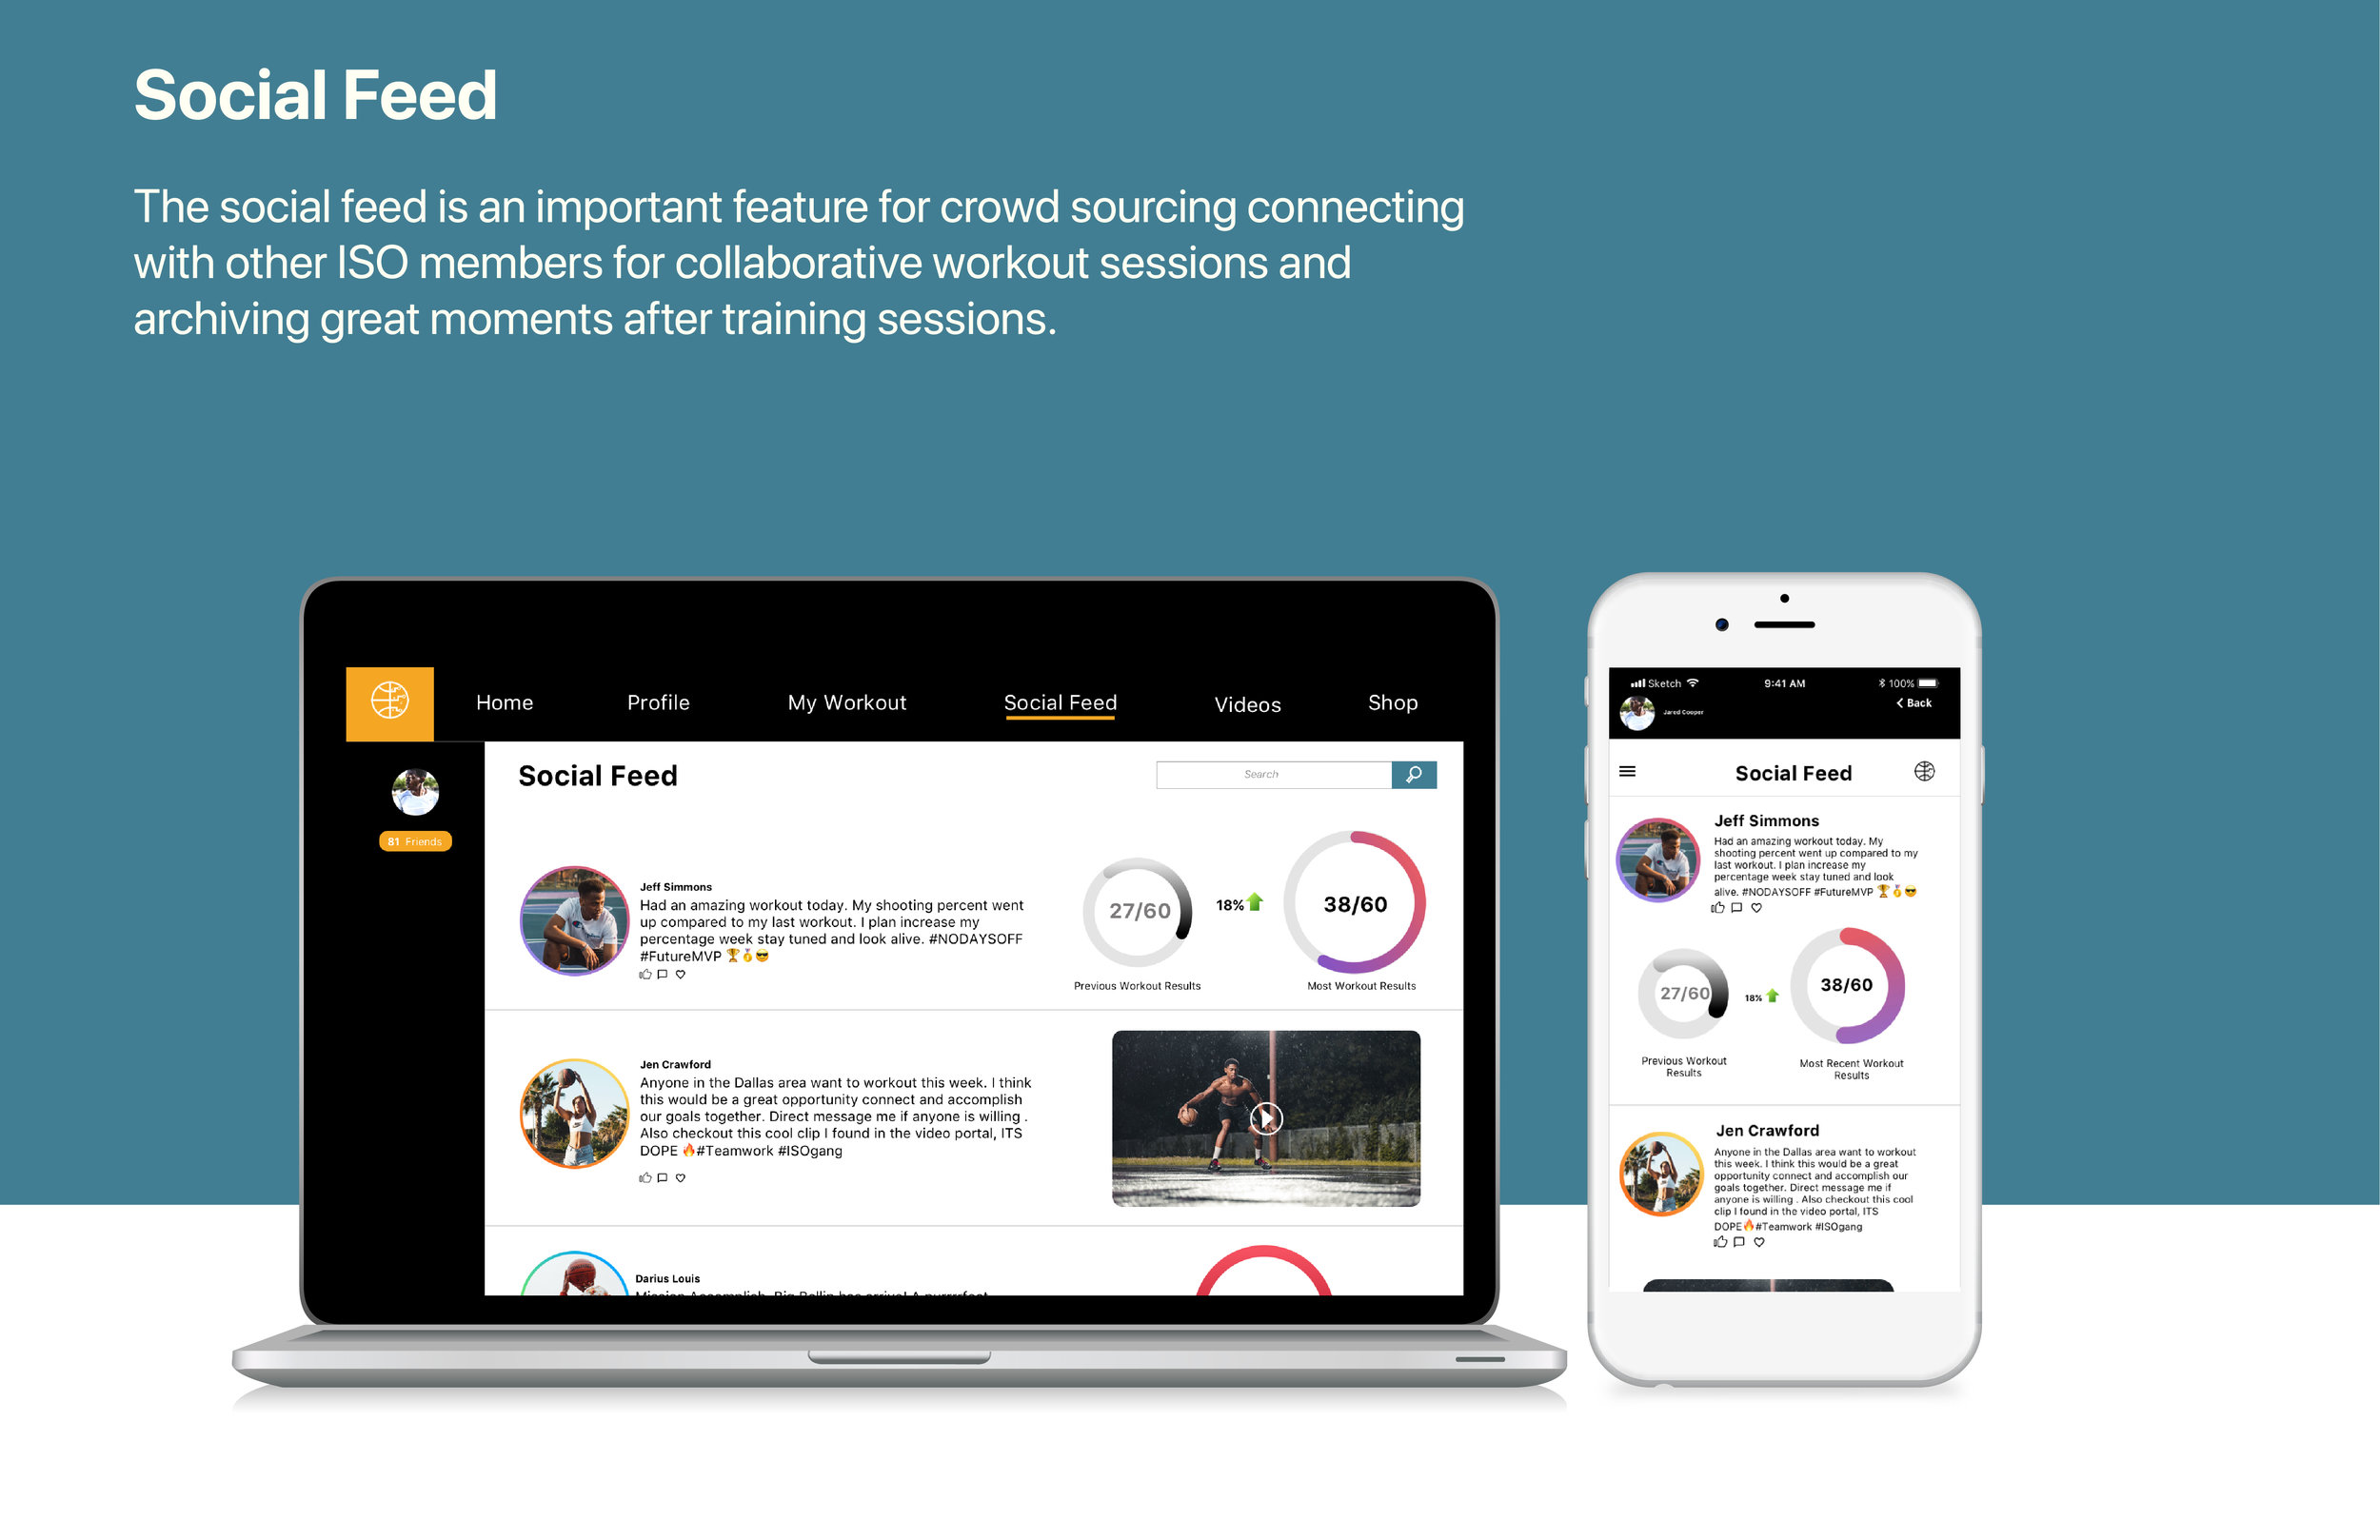 Social Feed
The social feed is an important feature for crowd sourcing connecting
with other ISO members for collaborative workout sessions and
archiving great moments after training sessions.
Home Profile My Workout Social Feed Videos Shop
81 Friends
Social Feed
Search
Jeff Simmons
Had an amazing workout today. My shooting percent went
up compared to my last workout. I plan increase my
percentage week stay tuned and look alive. #NODAYSOFF
#FutureMVP 🏆🥇😎
27/60
18%
38/60
Previous Workout Results
Most Workout Results
Jen Crawford
Anyone in the Dallas area want to workout this week. I think
this would be a great opportunity connect and accomplish
our goals together. Direct message me if anyone is willing .
Also checkout this cool clip I found in the video portal, ITS
DOPE 🔥#Teamwork #ISOgang
Darius Louis
Sketch 9:41 AM 100%
Jared Cooper
Back
Social Feed
Jeff Simmons
Had an amazing workout today. My
shooting percent went up compared to my
last workout. I plan increase my
percentage week stay tuned and look
alive. #NODAYSOFF #FutureMVP 🏆🥇😎
27/60
18%
38/60
Previous Workout
Results
Most Recent Workout
Results
Jen Crawford
Anyone in the Dallas area want to workout
this week. I think this would be a great
opportunity connect and accomplish our
goals together. Direct message me if
anyone is willing . Also checkout this cool
clip I found in the video portal, ITS
DOPE🔥#Teamwork #ISOgang